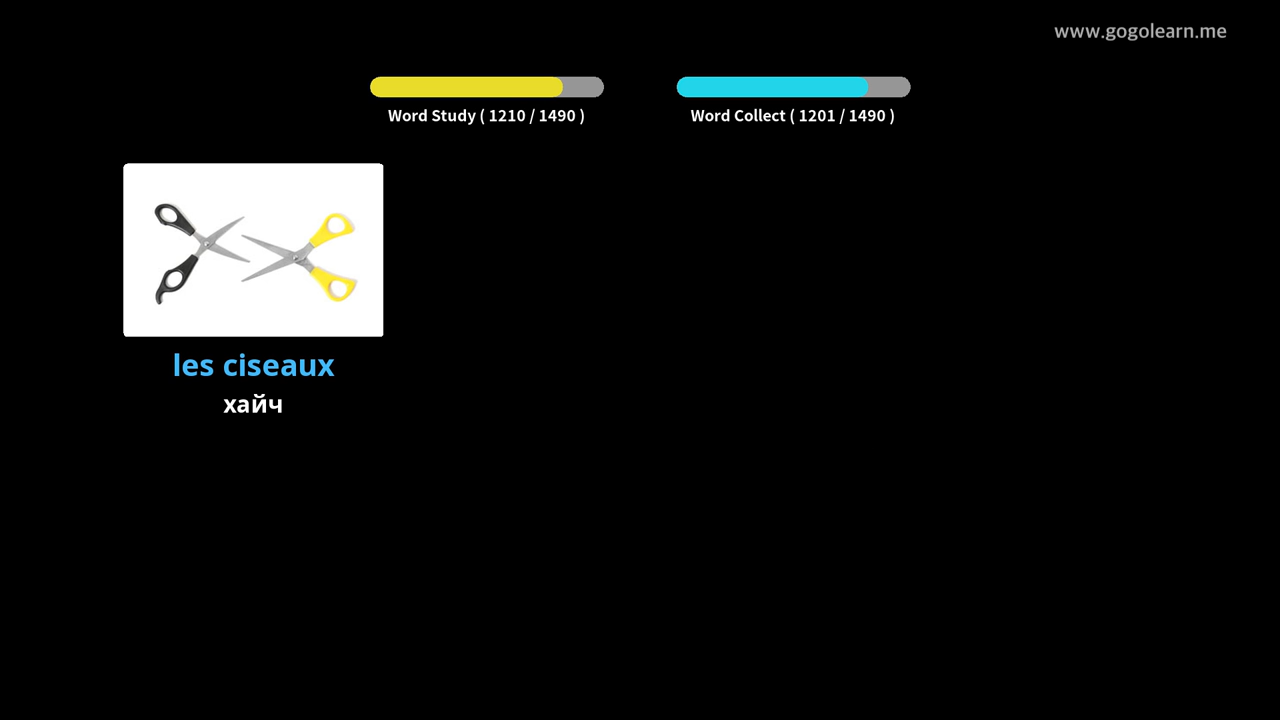 www.gogolearn.me
Word Study ( 1210 / 1490 )
Word Collect ( 1201 / 1490 )
les ciseaux
хайч